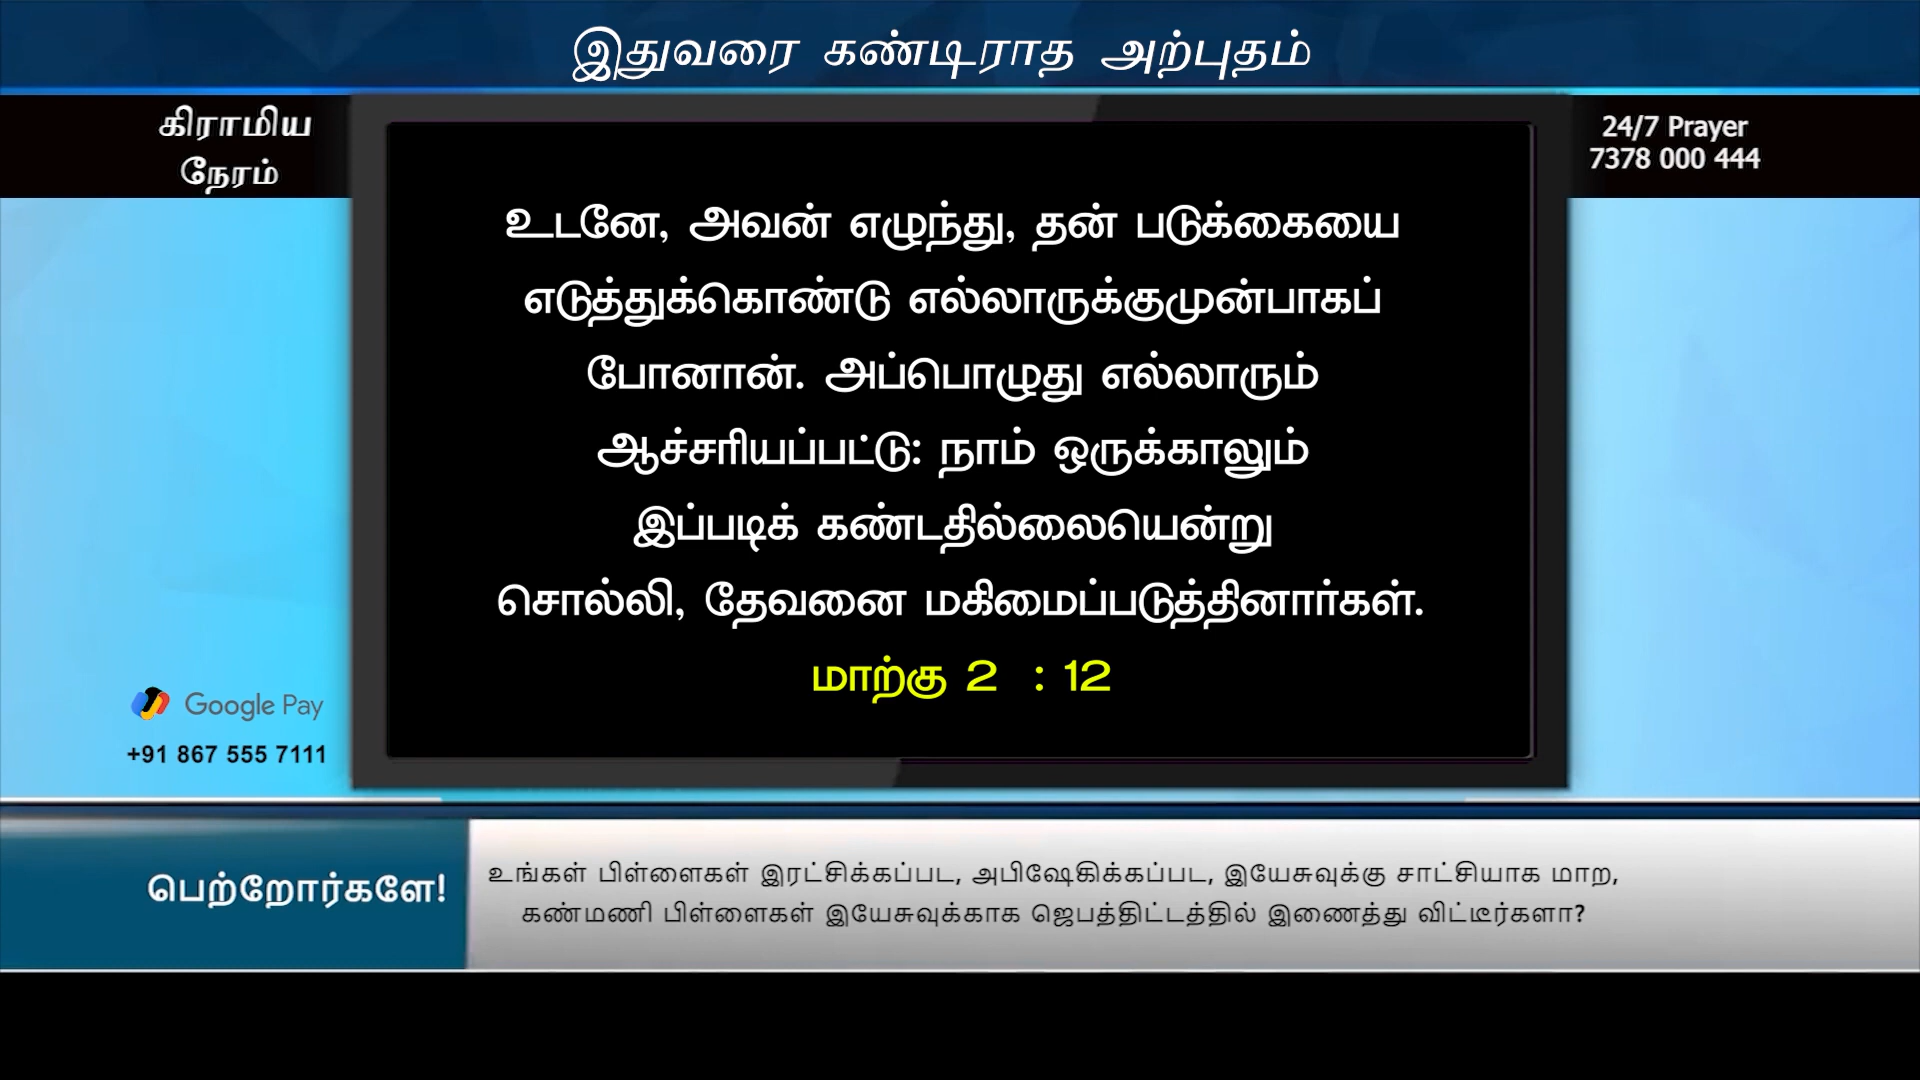 இதுவரை கண்டிராத அற்புதம்
கிராமிய
நேரம்
24/7 Prayer
7378 000 444
உடனே, அவன் எழுந்து, தன் படுக்கையை
எடுத்துக்கொண்டு எல்லாருக்குமுன்பாகப்
போனான். அப்பொழுது எல்லாரும்
ஆச்சரியப்பட்டு: நாம் ஒருக்காலும்
இப்படிக் கண்டதில்லையென்று
சொல்லி, தேவனை மகிமைப்படுத்தினார்கள்.
மாற்கு 2 : 12
Google Pay
+91 867 555 7111
பெற்றோர்களே!
உங்கள் பிள்ளைகள் இரட்சிக்கப்பட, அபிஷேகிக்கப்பட, இயேசுவுக்கு சாட்சியாக மாற,
கண்மணி பிள்ளைகள் இயேசுவுக்காக ஜெபத்திட்டத்தில் இணைத்து விட்டீர்களா?